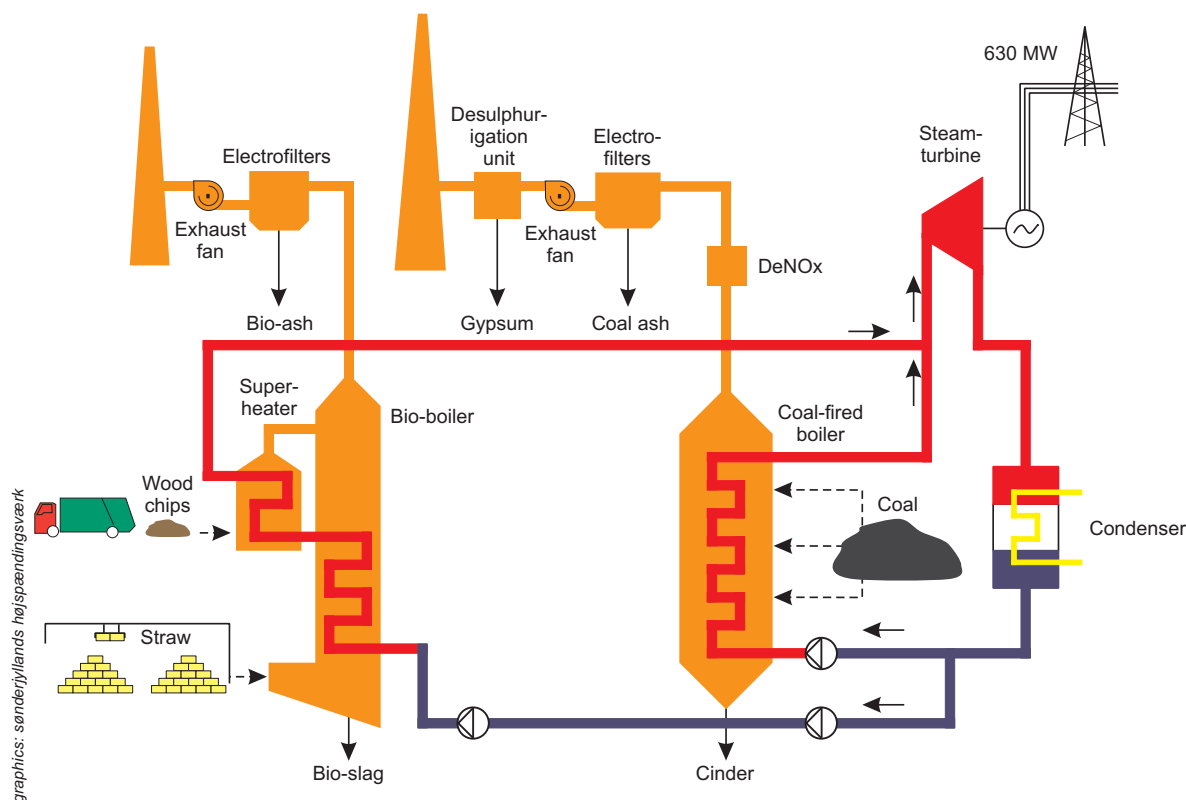 630 MW
Steam-
turbine
Desulphur-
igation
unit
Electro-
filters
Electrofilters
Exhaust
fan
Exhaust
fan
DeNOx
Bio-ash
Gypsum
Coal ash
Super-
heater
Bio-boiler
Coal-fired
boiler
Wood
chips
Coal
Condenser
Straw
Bio-slag
Cinder
graphics: sønderjyllands højspændingsværk